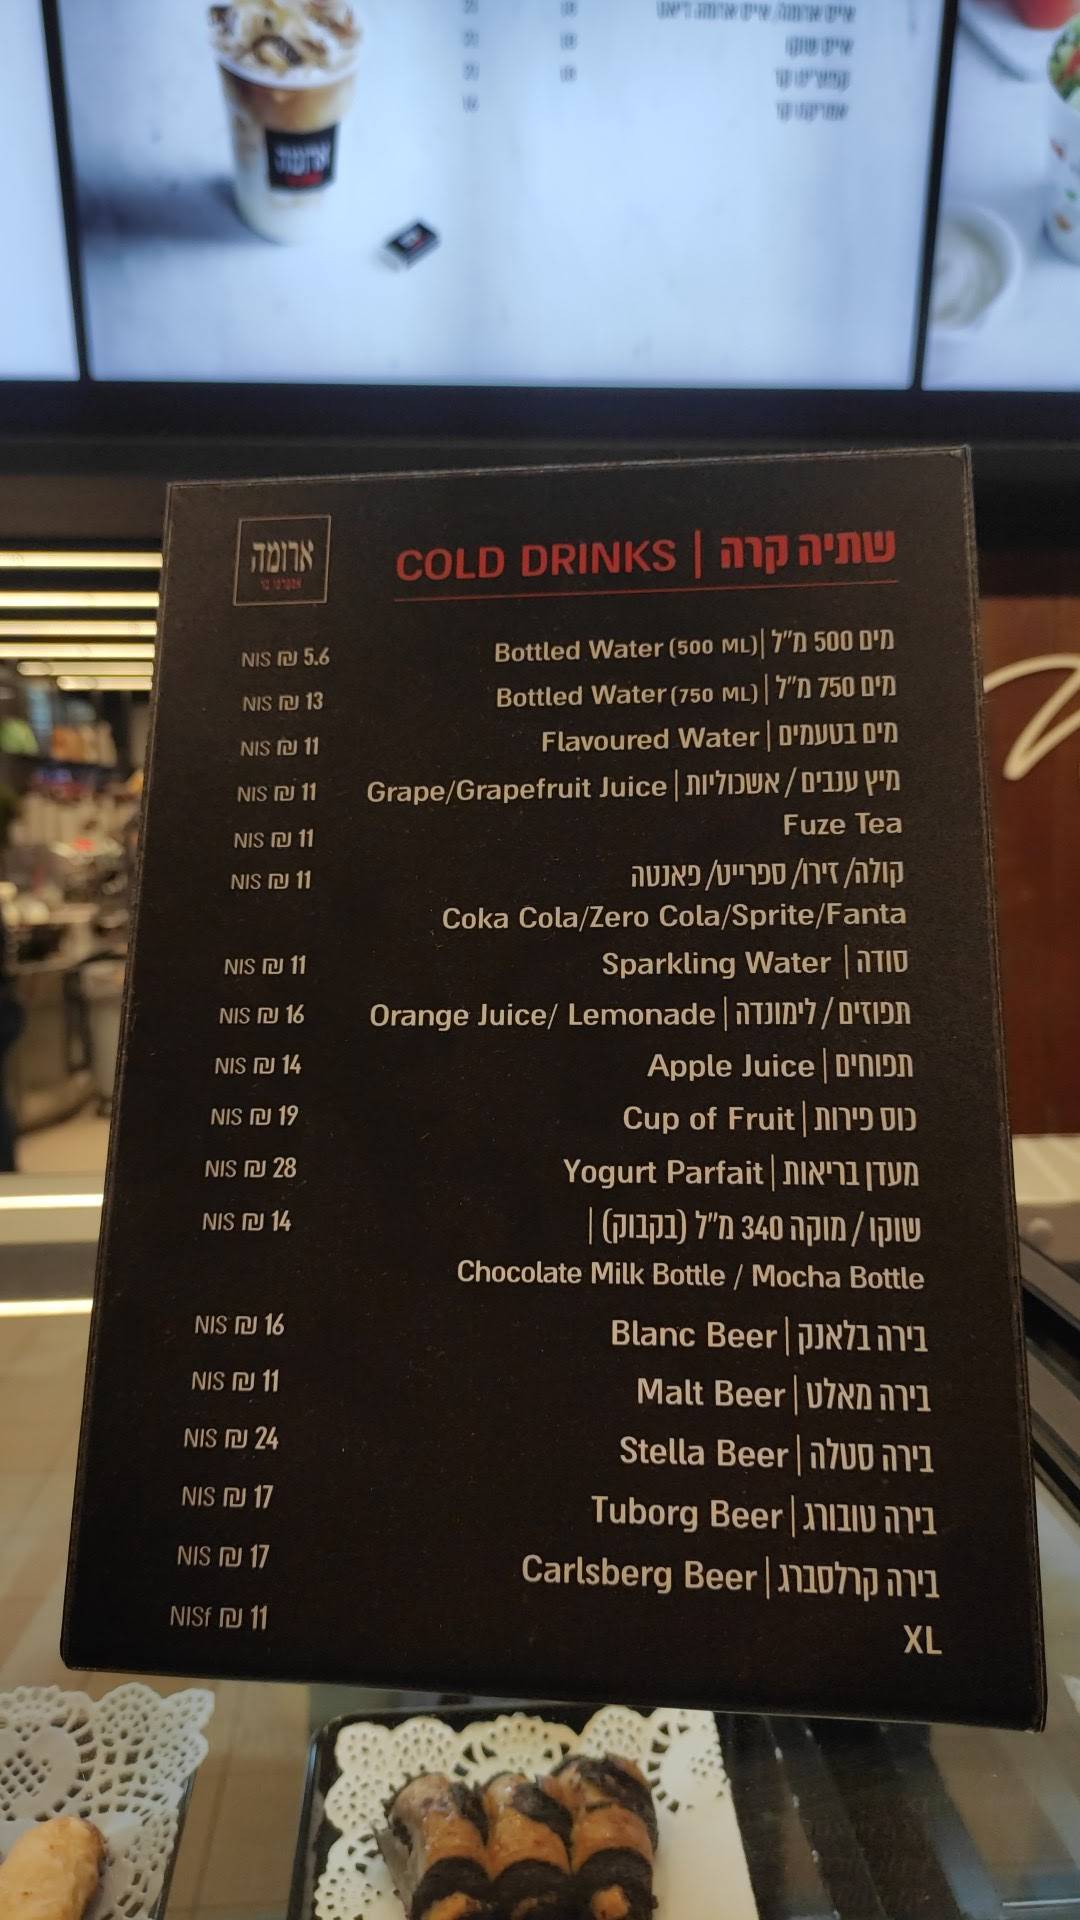 אייס שוקו
ארומה
ארומה
אספרסו בר
COLD DRINKS | שתיה קרה
מים 500 מ"ל | Bottled Water (500 ML) NIS ₪ 5.6
מים 750 מ"ל | Bottled Water (750 ML) NIS ₪ 13
מים בטעמים | Flavoured Water NIS ₪ 11
מיץ ענבים / אשכוליות | Grape/Grapefruit Juice NIS ₪ 11
Fuze Tea NIS ₪ 11
קולה/ זירו/ ספרייט/ פאנטה NIS ₪ 11
Coka Cola/Zero Cola/Sprite/Fanta
סודה | Sparkling Water NIS ₪ 11
תפוזים / לימונדה | Orange Juice/ Lemonade NIS ₪ 16
תפוחים | Apple Juice NIS ₪ 14
כוס פירות | Cup of Fruit NIS ₪ 19
מעדן בריאות | Yogurt Parfait NIS ₪ 28
שוקו / מוקה 340 מ"ל (בקבוק) | NIS ₪ 14
Chocolate Milk Bottle / Mocha Bottle
בירה בלאנק | Blanc Beer NIS ₪ 16
בירה מאלט | Malt Beer NIS ₪ 11
בירה סטלה | Stella Beer NIS ₪ 24
בירה טובורג | Tuborg Beer NIS ₪ 17
בירה קרלסברג | Carlsberg Beer NIS ₪ 17
XL NISf ₪ 11